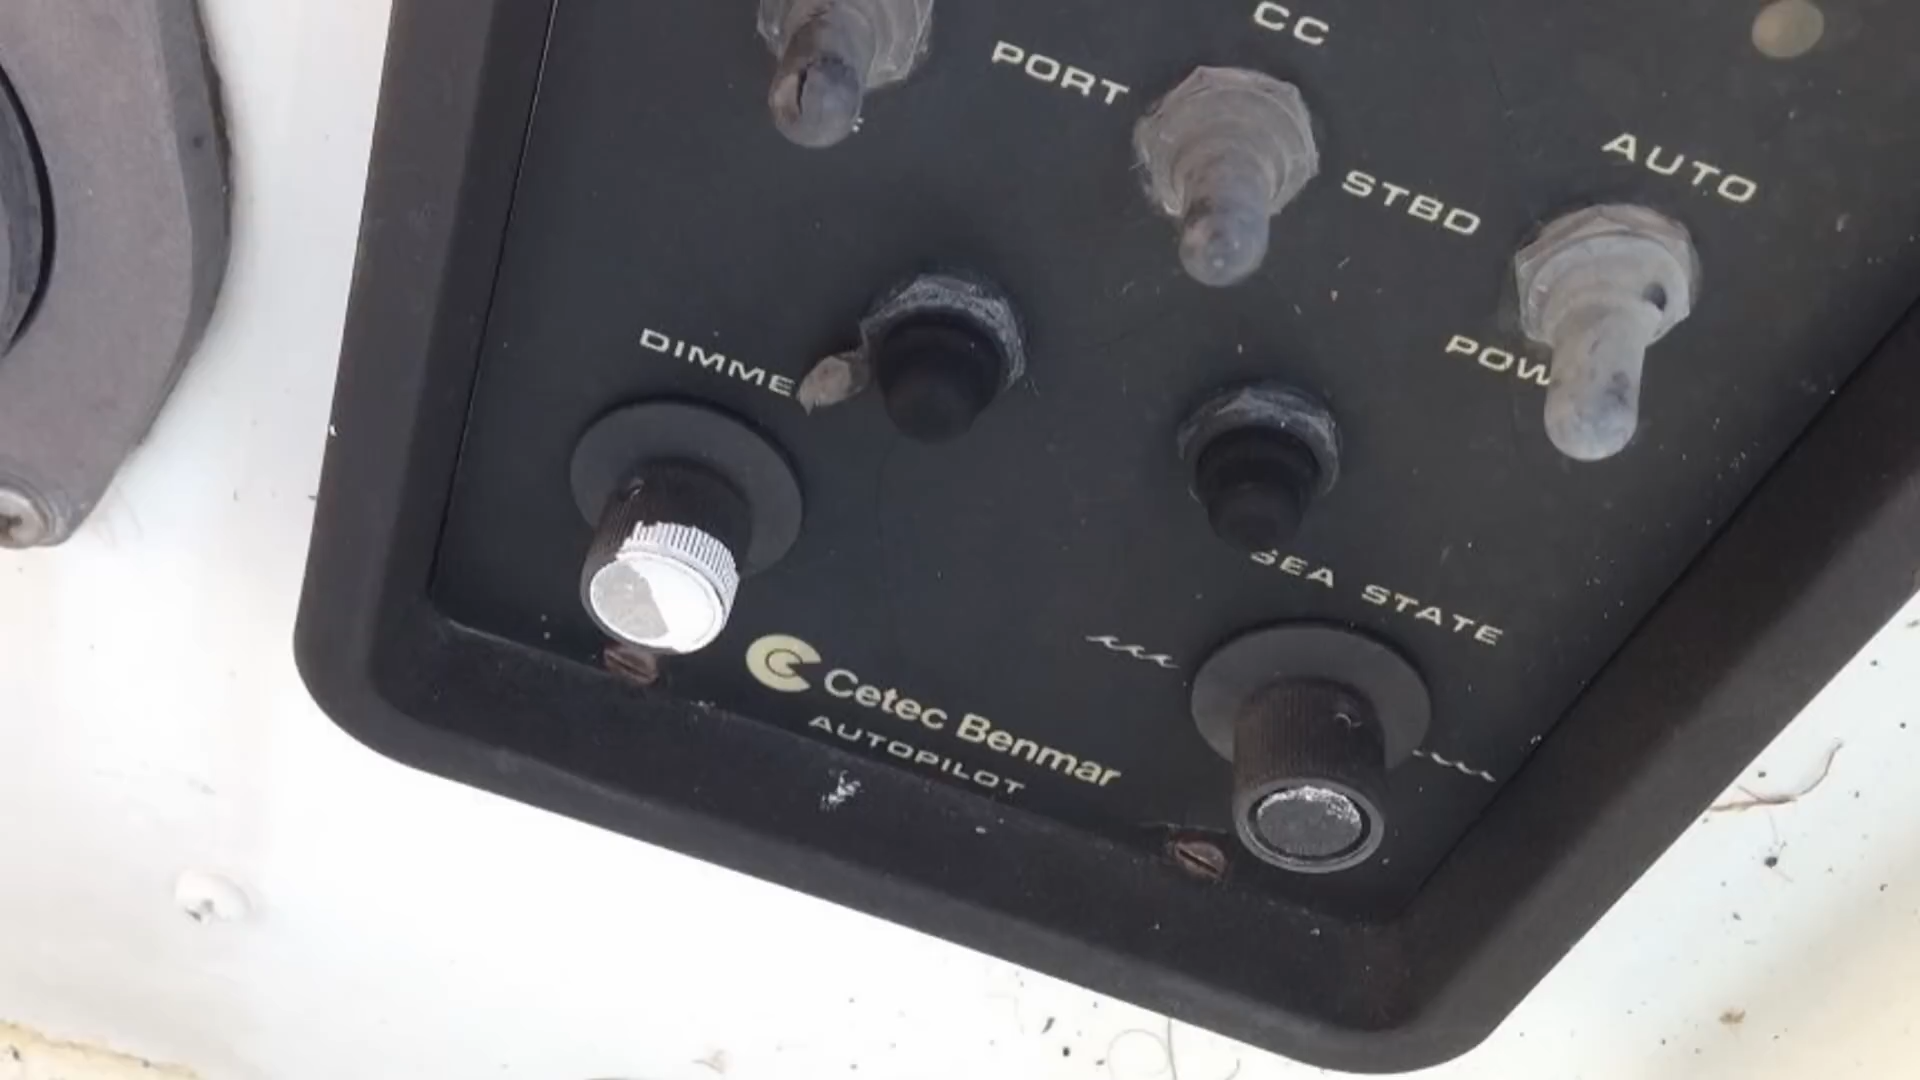 CC
PORT
STBD
AUTO
POW
DIMME
SEA STATE
Cetec Benmar
AUTOPILOT